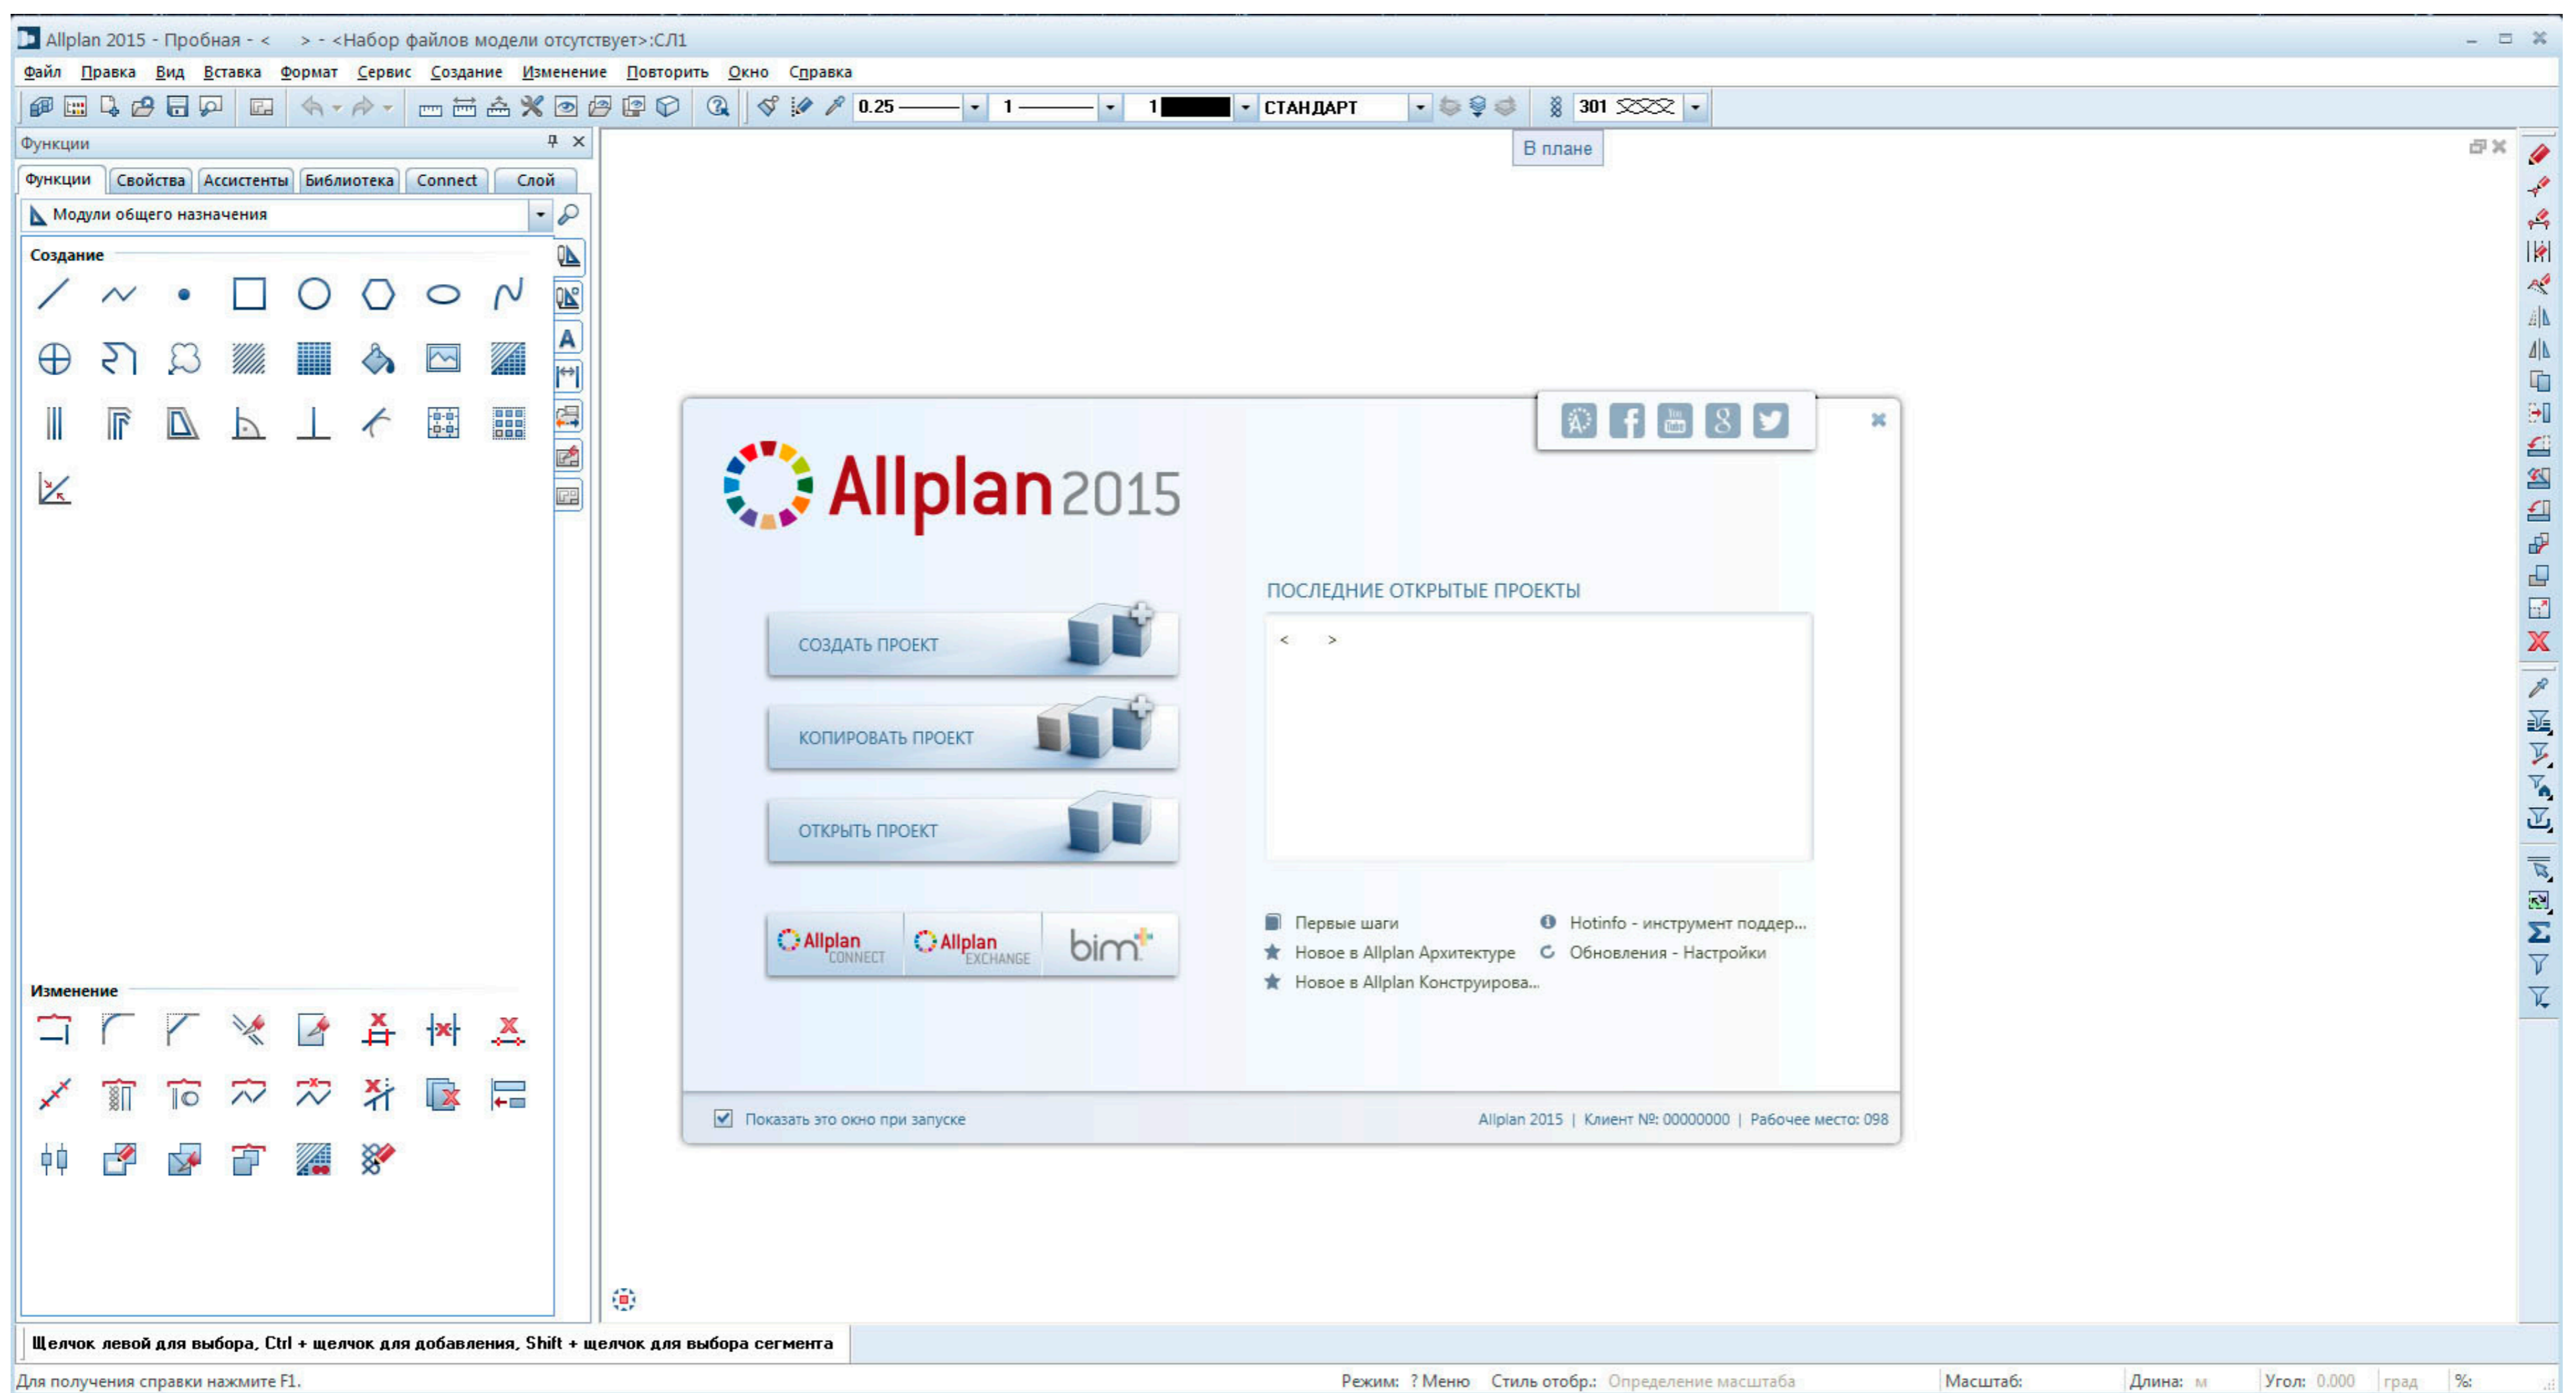 Allplan 2015 - Пробная - <    > - <Набор файлов модели отсутствует>:СЛ1
Файл Правка Вид Вставка Формат Сервис Создание Изменение Повторить Окно Справка
0.25 1 1 СТАНДАРТ 301
Функции
В плане
Функции Свойства Ассистенты Библиотека Connect Слой
Модули общего назначения
Создание
A
Allplan 2015
ПОСЛЕДНИЕ ОТКРЫТЫЕ ПРОЕКТЫ
<    >
СОЗДАТЬ ПРОЕКТ
КОПИРОВАТЬ ПРОЕКТ
ОТКРЫТЬ ПРОЕКТ
Allplan CONNECT
Allplan EXCHANGE
bim+
Первые шаги
Новое в Allplan Архитектуре
Новое в Allplan Конструирова...
Hotinfo - инструмент поддер...
Обновления - Настройки
Изменение
Показать это окно при запуске
Allplan 2015 | Клиент №: 00000000 | Рабочее место: 098
Щелчок левой для выбора, Ctrl + щелчок для добавления, Shift + щелчок для выбора сегмента
Для получения справки нажмите F1.
Режим: ? Меню Стиль отобр.: Определение масштаба Масштаб: Длина: м Угол: 0.000 град %: